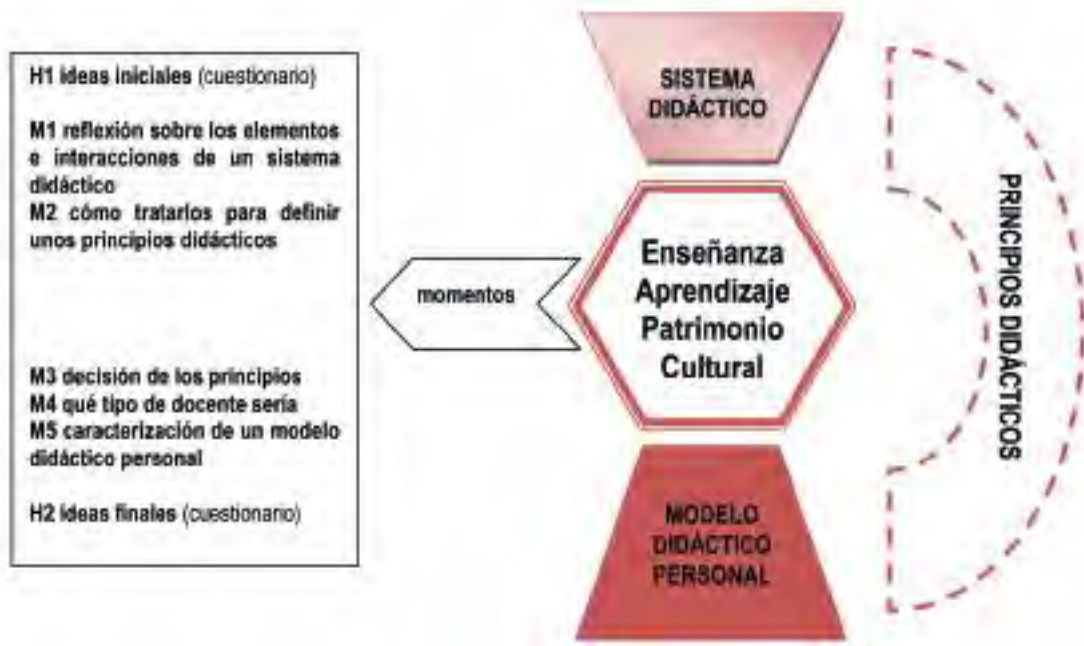 H1 ideas iniciales (cuestionario)
M1 reflexión sobre los elementos
e interacciones de un sistema
didáctico
M2 cómo tratarlos para definir
unos principios didácticos
M3 decisión de los principios
M4 qué tipo de docente sería
M5 caracterización de un modelo
didáctico personal
H2 ideas finales (cuestionario)
momentos
SISTEMA
DIDÁCTICO
Enseñanza
Aprendizaje
Patrimonio
Cultural
MODELO
DIDÁCTICO
PERSONAL
PRINCIPIOS DIDÁCTICOS